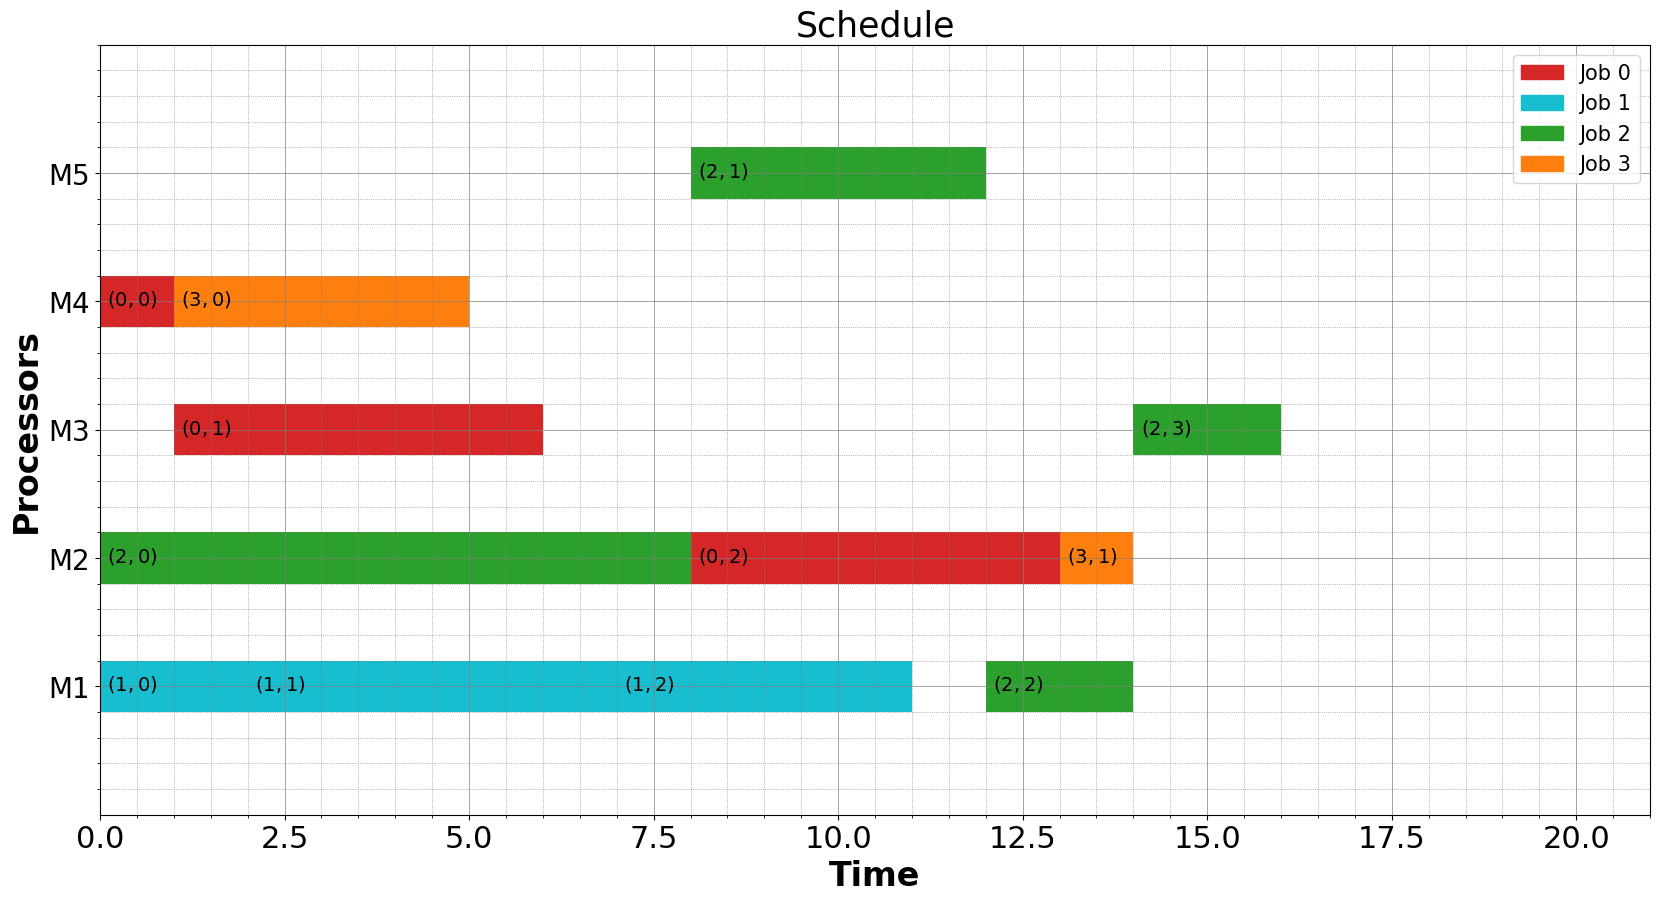 Schedule
Job 0
Job 1
Job 2
Job 3
M5
(2, 1)
M4
(0, 0)
(3, 0)
M3
(0, 1)
(2, 3)
M2
(2, 0)
(0, 2)
(3, 1)
M1
(1, 0)
(1, 1)
(1, 2)
(2, 2)
Processors
0.0
2.5
5.0
7.5
10.0
12.5
15.0
17.5
20.0
Time